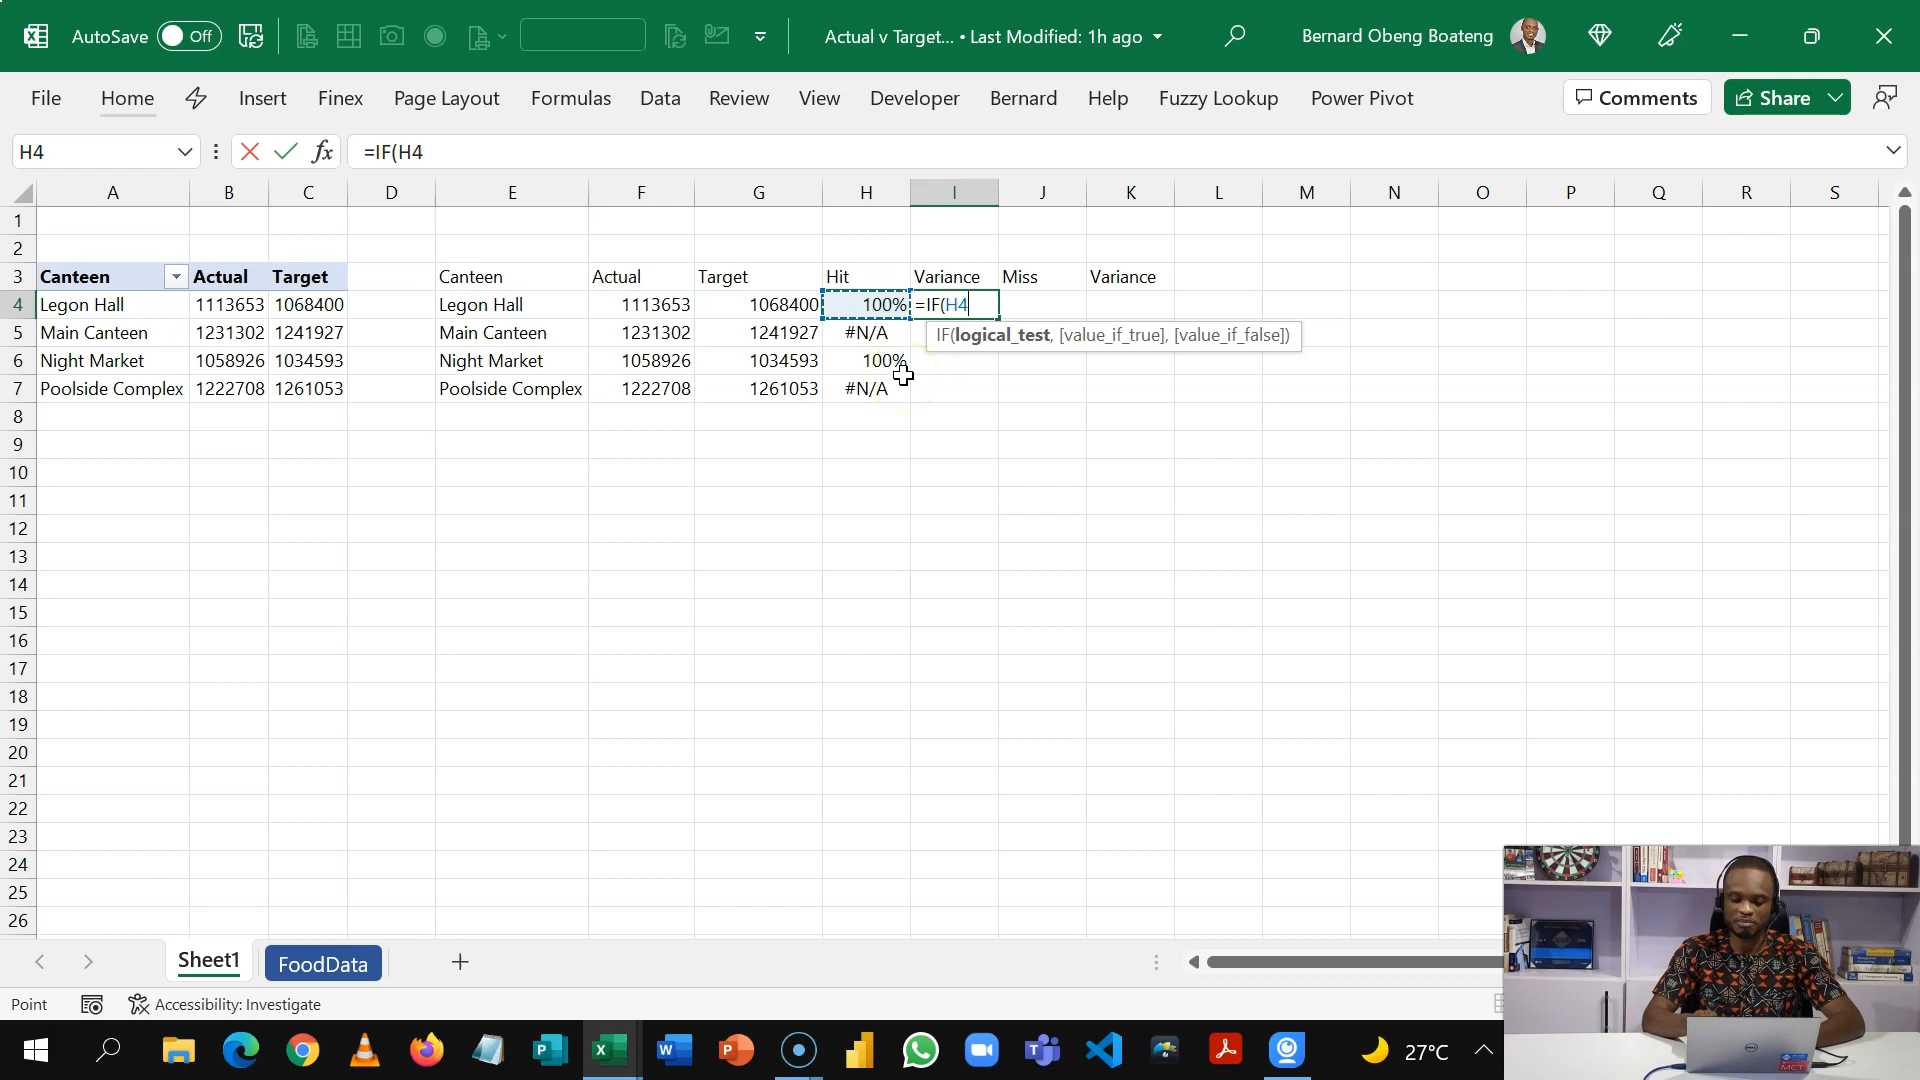 AutoSave Off Actual v Target... • Last Modified: 1h ago Bernard Obeng Boateng
File Home Insert Finex Page Layout Formulas Data Review View Developer Bernard Help Fuzzy Lookup Power Pivot Comments Share
H4 fx =IF(H4
A B C D E F G H I J K L M N O P Q R S
1
2
3 Canteen Actual Target Canteen Actual Target Hit Variance Miss Variance
4 Legon Hall 1113653 1068400 Legon Hall 1113653 1068400 100% =IF(H4
IF(logical_test, [value_if_true], [value_if_false])
5 Main Canteen 1231302 1241927 Main Canteen 1231302 1241927 #N/A
6 Night Market 1058926 1034593 Night Market 1058926 1034593 100%
7 Poolside Complex 1222708 1261053 Poolside Complex 1222708 1261053 #N/A
8
9
10
11
12
13
14
15
16
17
18
19
20
21
22
23
24
25
26
Sheet1 FoodData
Point Accessibility: Investigate
27°C